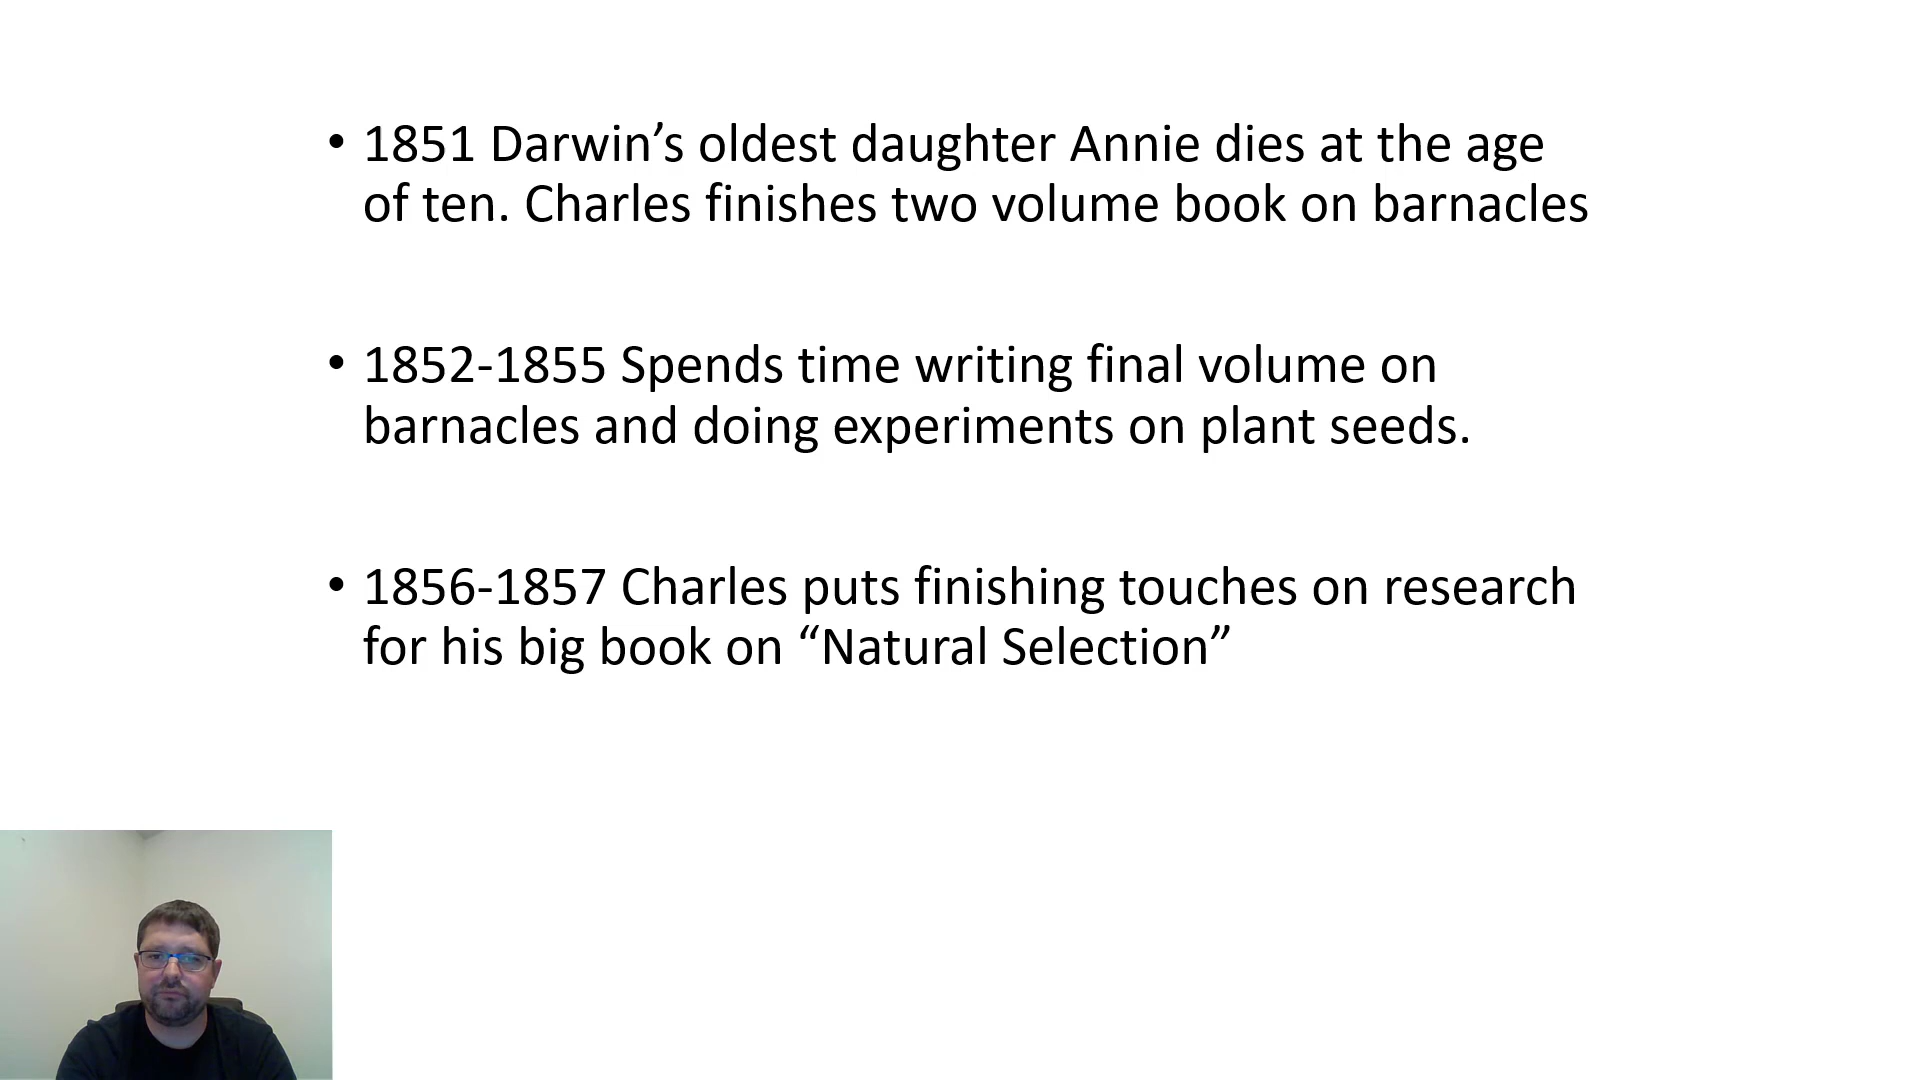 • 1851 Darwin’s oldest daughter Annie dies at the age
of ten. Charles finishes two volume book on barnacles
• 1852-1855 Spends time writing final volume on
barnacles and doing experiments on plant seeds.
• 1856-1857 Charles puts finishing touches on research
for his big book on “Natural Selection”